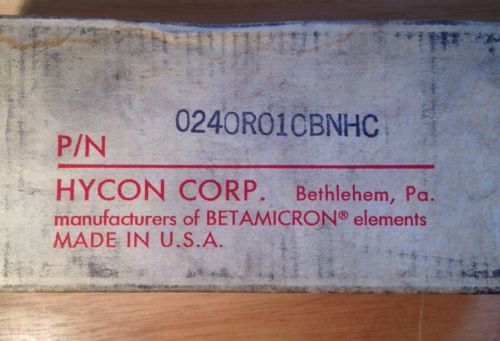 0240R010BNHC
P/N
HYCON CORP. Bethlehem, Pa.
manufacturers of BETAMICRON® elements
MADE IN U.S.A.